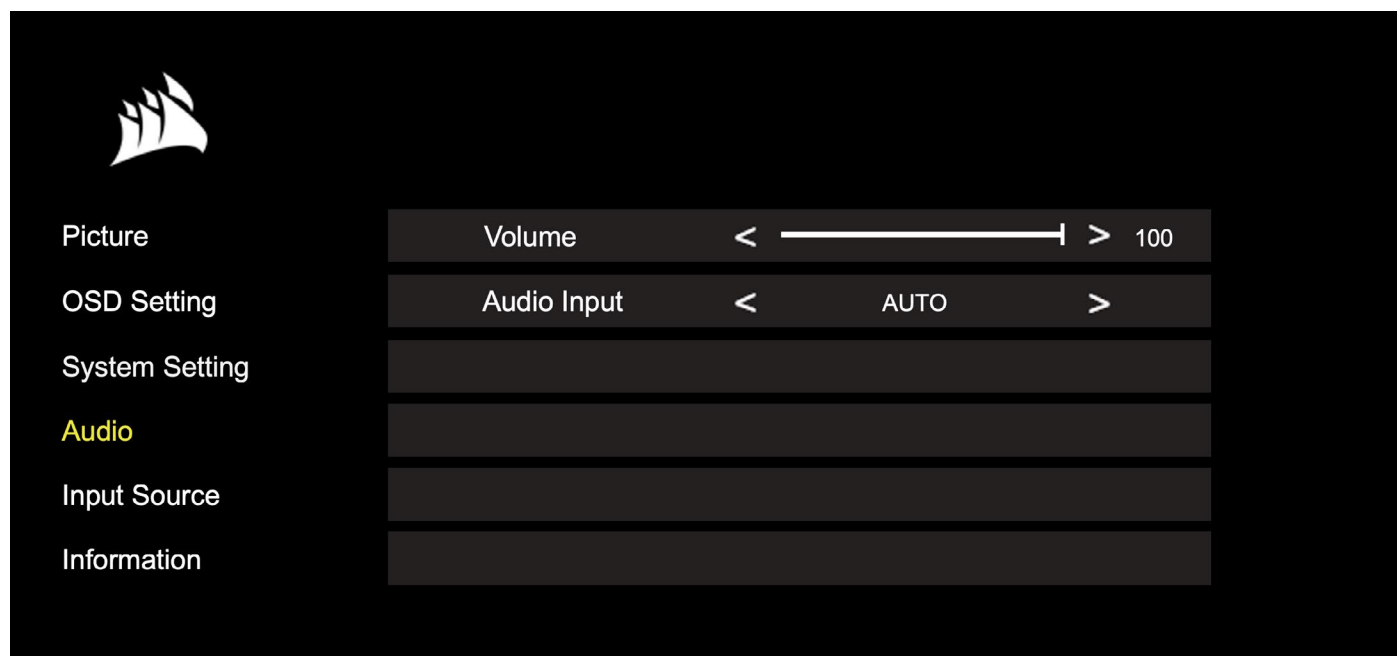 Picture
Volume < > 100
OSD Setting
Audio Input < AUTO >
System Setting
Audio
Input Source
Information